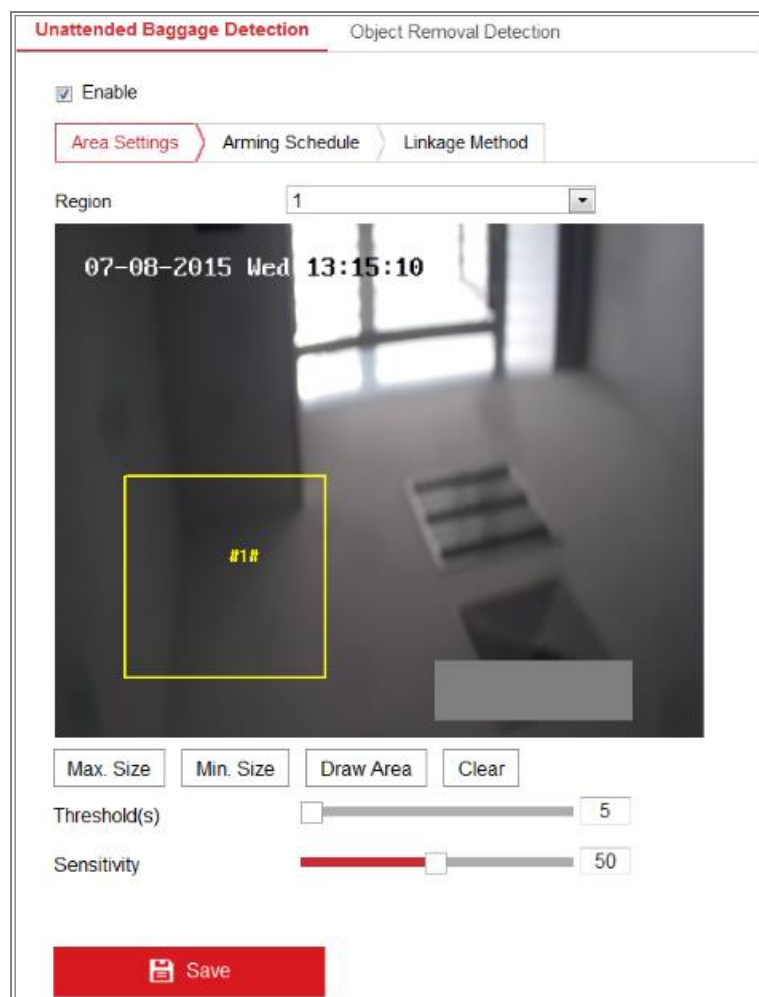 Unattended Baggage Detection Object Removal Detection
Enable
Area Settings Arming Schedule Linkage Method
Region 1
07-08-2015 Wed 13:15:10
#1#
Max. Size Min. Size Draw Area Clear
Threshold(s) 5
Sensitivity 50
Save